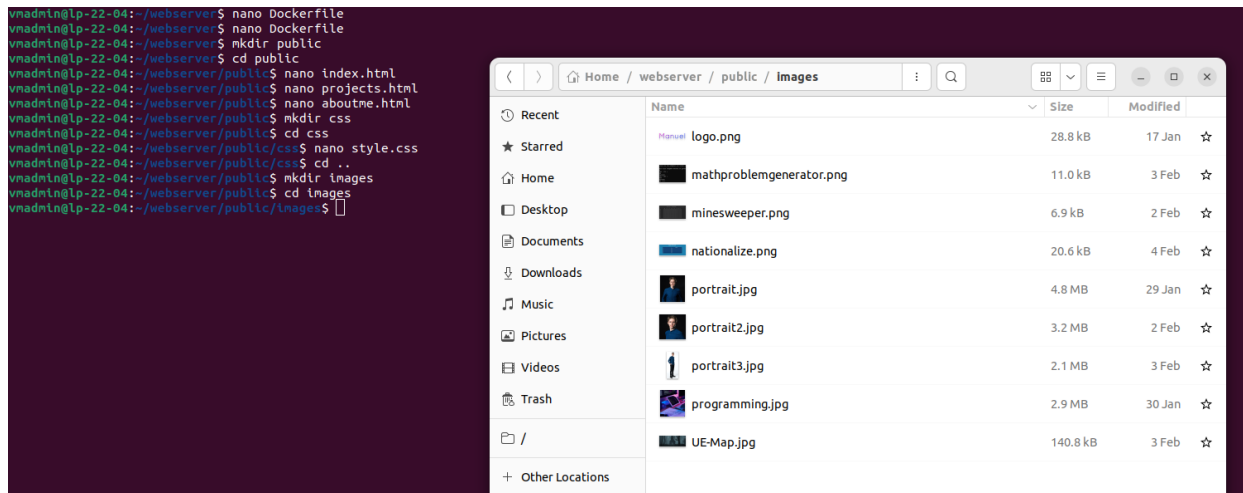 vmadmin@lp-22-04:~/webserver$ nano Dockerfile
vmadmin@lp-22-04:~/webserver$ nano Dockerfile
vmadmin@lp-22-04:~/webserver$ mkdir public
vmadmin@lp-22-04:~/webserver$ cd public
vmadmin@lp-22-04:~/webserver/public$ nano index.html
vmadmin@lp-22-04:~/webserver/public$ nano projects.html
vmadmin@lp-22-04:~/webserver/public$ nano aboutme.html
vmadmin@lp-22-04:~/webserver/public$ mkdir css
vmadmin@lp-22-04:~/webserver/public$ cd css
vmadmin@lp-22-04:~/webserver/public/css$ nano style.css
vmadmin@lp-22-04:~/webserver/public/css$ cd ..
vmadmin@lp-22-04:~/webserver/public$ mkdir images
vmadmin@lp-22-04:~/webserver/public$ cd images
vmadmin@lp-22-04:~/webserver/public/images$
Home / webserver / public / images
Recent
Starred
Home
Desktop
Documents
Downloads
Music
Pictures
Videos
Trash
/
+ Other Locations
Name Size Modified
Manuel logo.png 28.8 kB 17 Jan
mathproblemgenerator.png 11.0 kB 3 Feb
minesweeper.png 6.9 kB 2 Feb
nationalize.png 20.6 kB 4 Feb
portrait.jpg 4.8 MB 29 Jan
portrait2.jpg 3.2 MB 2 Feb
portrait3.jpg 2.1 MB 3 Feb
programming.jpg 2.9 MB 30 Jan
UE-Map.jpg 140.8 kB 3 Feb